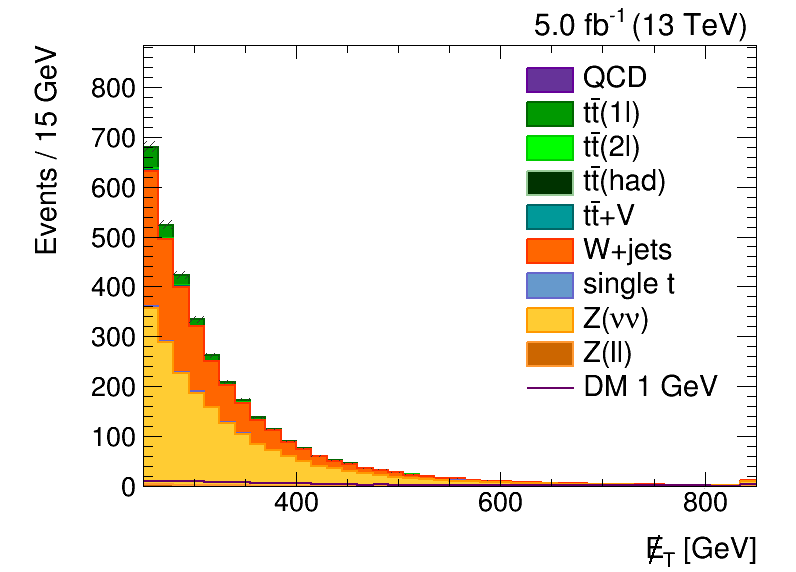 5.0 fb⁻¹ (13 TeV)
Events / 15 GeV
800
700
600
500
400
300
200
100
0
QCD
tt̄(1l)
tt̄(2l)
tt̄(had)
tt̄+V
W+jets
single t
Z(νν)
Z(ll)
DM 1 GeV
400 600 800
E̸_T [GeV]